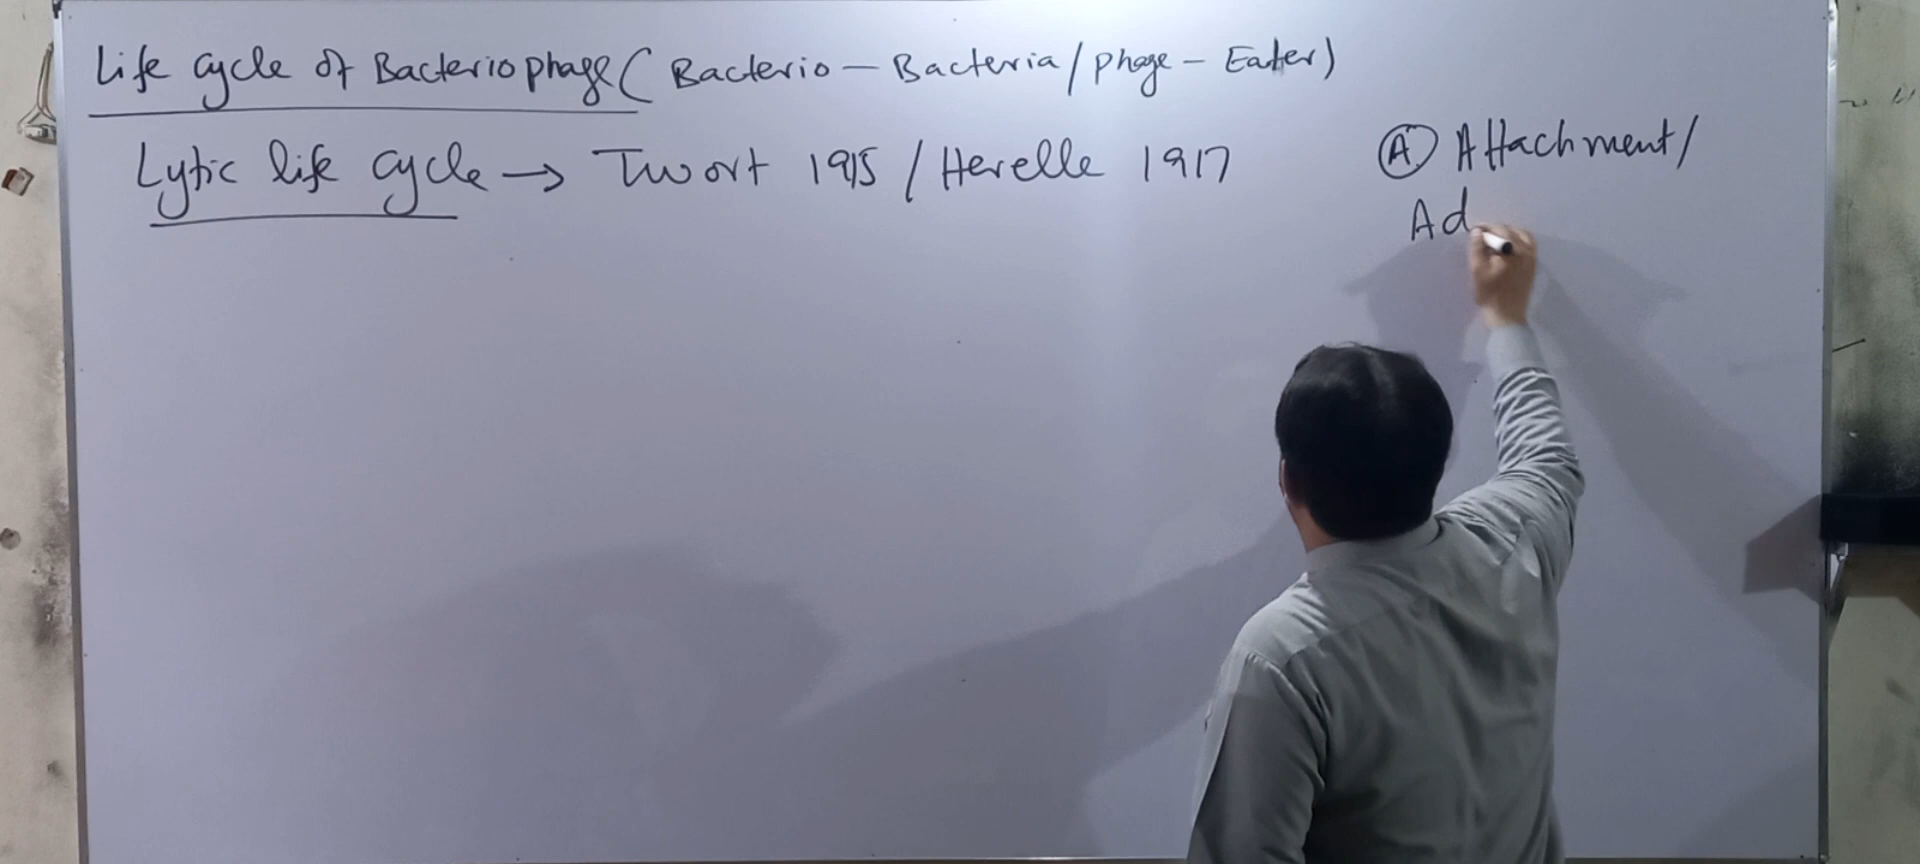 Life cycle of Bacteriophage ( Bacterio – Bacteria / Phage – Eater)
Lytic life cycle → Twort 1915 / Herelle 1917
Ⓐ Attachment/
Ad